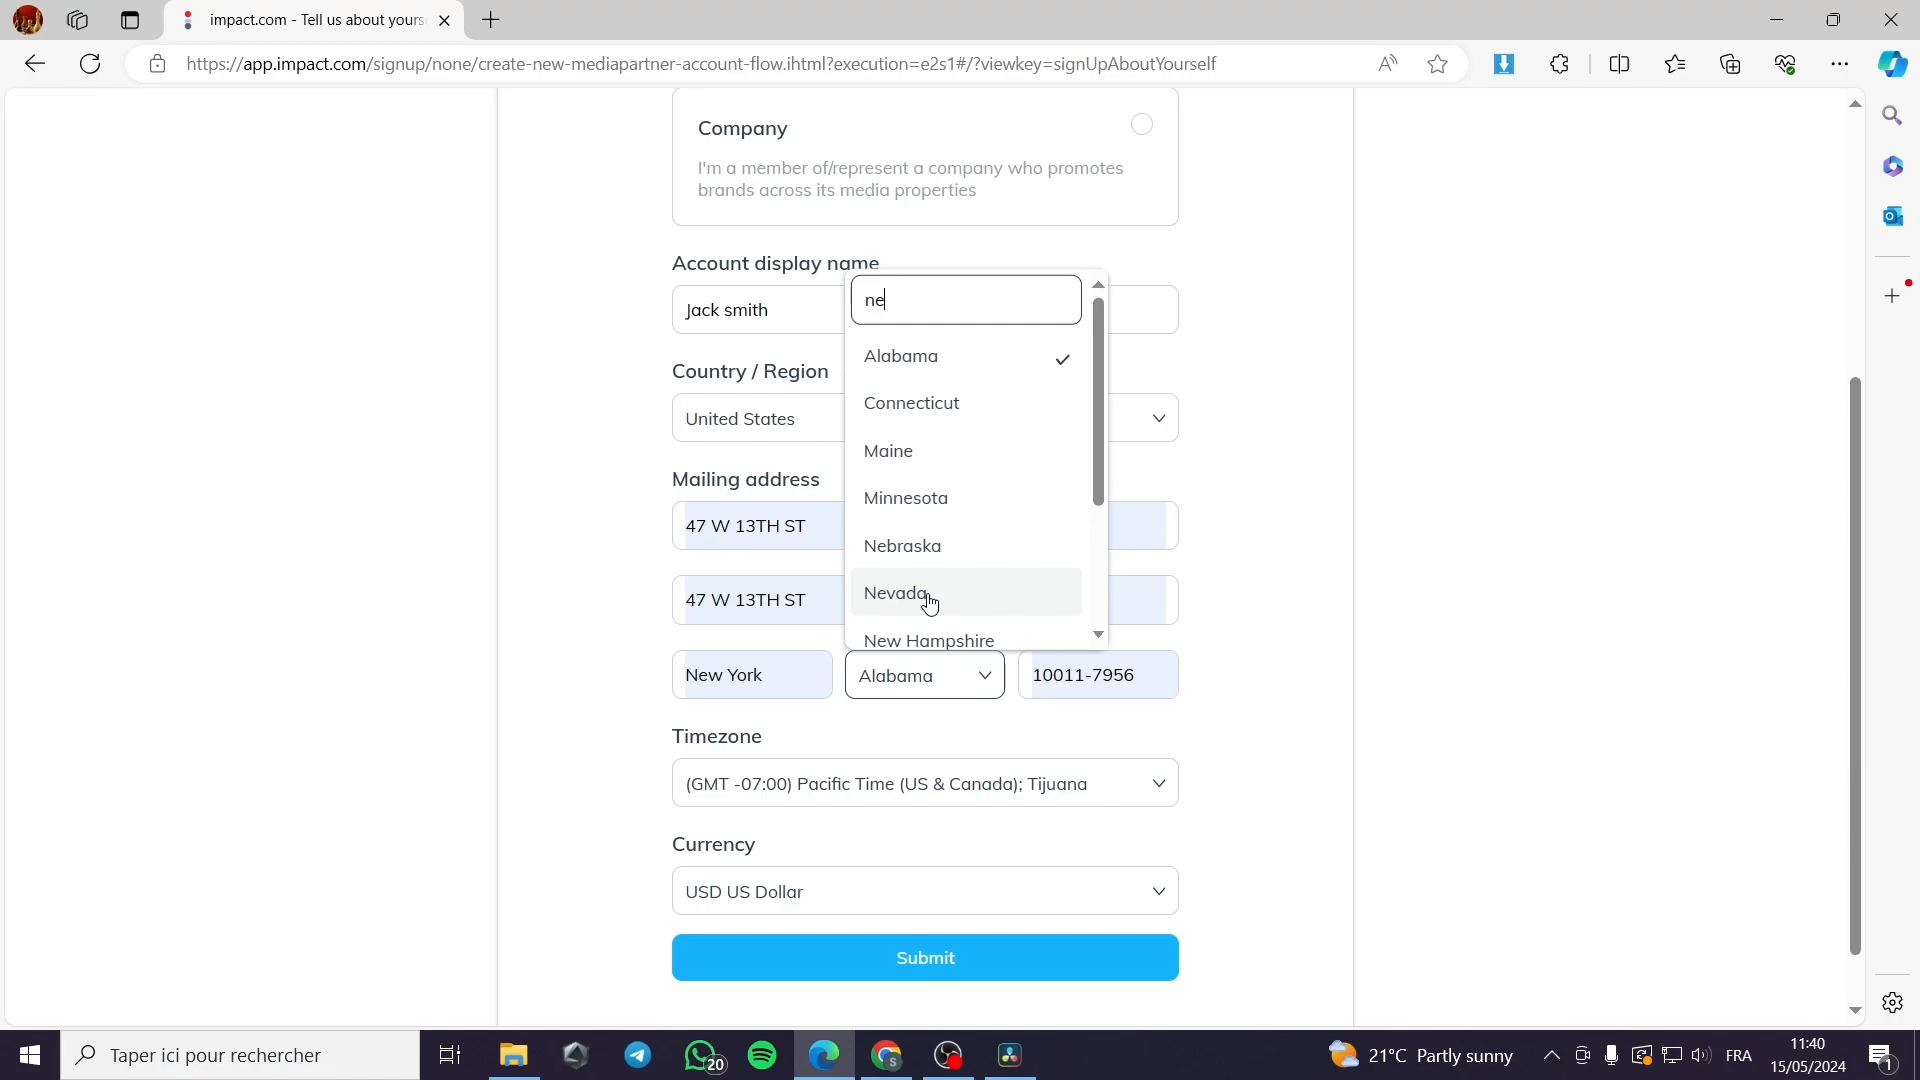 impact.com - Tell us about yours
https://app.impact.com/signup/none/create-new-mediapartner-account-flow.ihtml?execution=e2s1#/?viewkey=signUpAboutYourself
Company
I'm a member of/represent a company who promotes
brands across its media properties
Account display name
Jack smith
Country / Region
United States
Mailing address
47 W 13TH ST
47 W 13TH ST
ne
Alabama
Connecticut
Maine
Minnesota
Nebraska
Nevada
New Hampshire
New York
Alabama
10011-7956
Timezone
(GMT -07:00) Pacific Time (US & Canada); Tijuana
Currency
USD US Dollar
Submit
Taper ici pour rechercher
20
21°C Partly sunny
FRA
11:40
15/05/2024
1